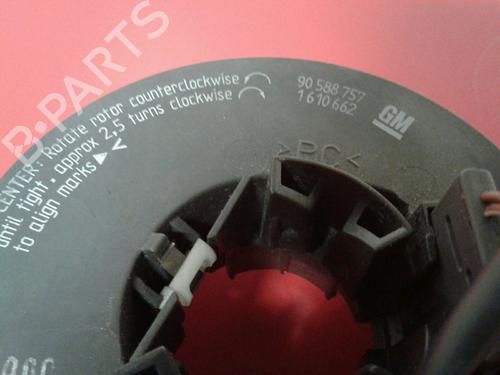 CENTER: Rotate rotor counterclockwise
until tight. approx 2,5 turns clockwise
to align marks
90 588 757
1 610 662
GM
>PC<
B-PARTS